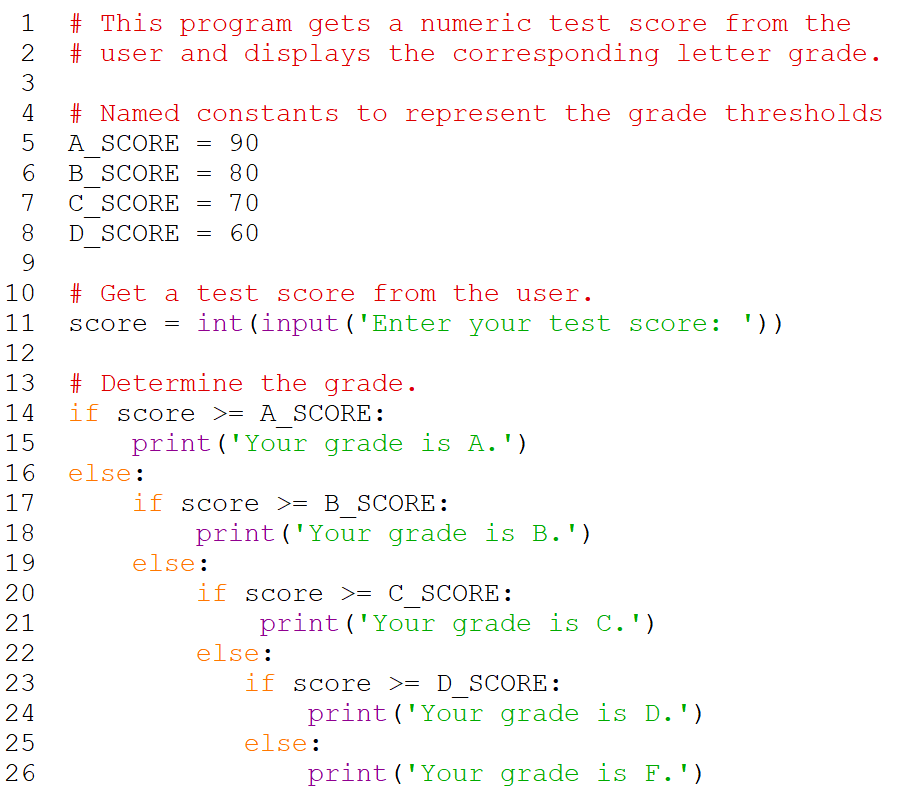 1 # This program gets a numeric test score from the
2 # user and displays the corresponding letter grade.
3
4 # Named constants to represent the grade thresholds
5 A_SCORE = 90
6 B_SCORE = 80
7 C_SCORE = 70
8 D_SCORE = 60
9
10 # Get a test score from the user.
11 score = int(input('Enter your test score: '))
12
13 # Determine the grade.
14 if score >= A_SCORE:
15     print('Your grade is A.')
16 else:
17     if score >= B_SCORE:
18         print('Your grade is B.')
19     else:
20         if score >= C_SCORE:
21             print('Your grade is C.')
22         else:
23            if score >= D_SCORE:
24                print('Your grade is D.')
25            else:
26                print('Your grade is F.')